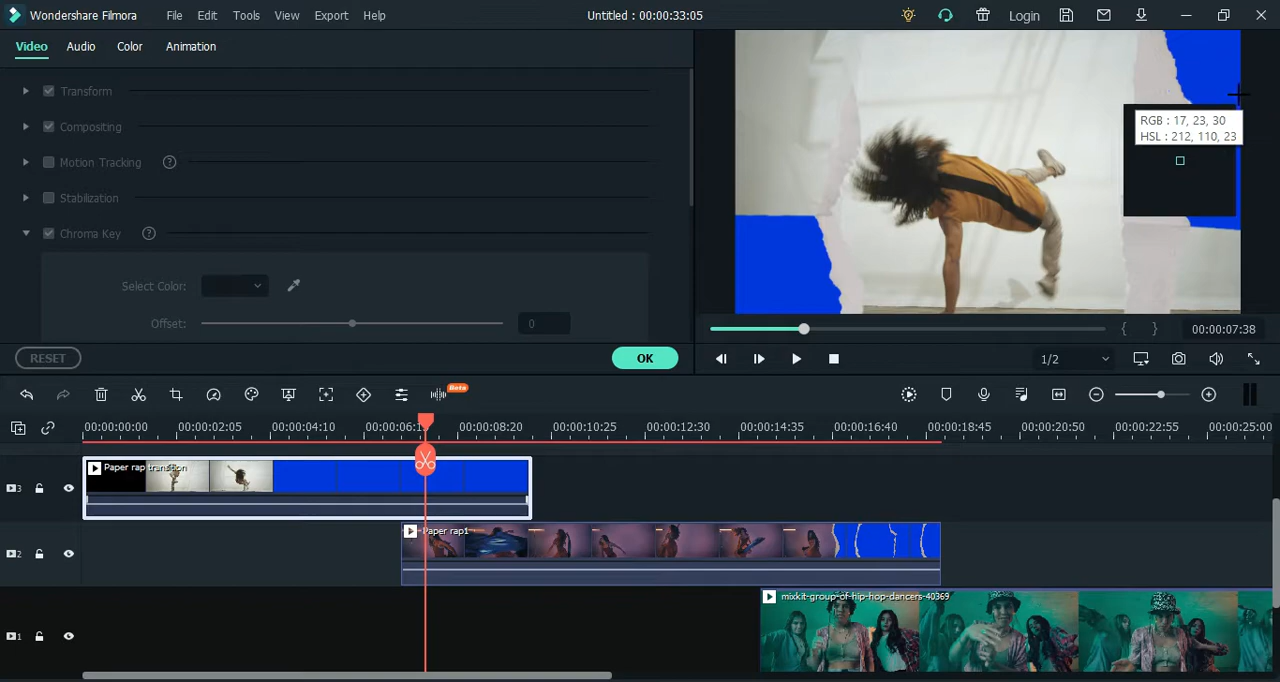 Wondershare Filmora File Edit Tools View Export Help Untitled : 00:00:33:05 Login
Video Audio Color Animation
Transform
Compositing
Motion Tracking ?
Stabilization
Chroma Key ?
Select Color:
Offset: 0
RESET OK
RGB : 17, 23, 30
HSL : 212, 110, 23
{ } 00:00:07:38
1/2
Beta
00:00:00:00 00:00:02:05 00:00:04:10 00:00:08:20 00:00:10:25 00:00:12:30 00:00:14:35 00:00:16:40 00:00:18:45 00:00:20:50 00:00:22:55 00:00:25:00
3 Paper rap transition
2 Paper rap1
1 mixkit-group-of-hip-hop-dancers-40369